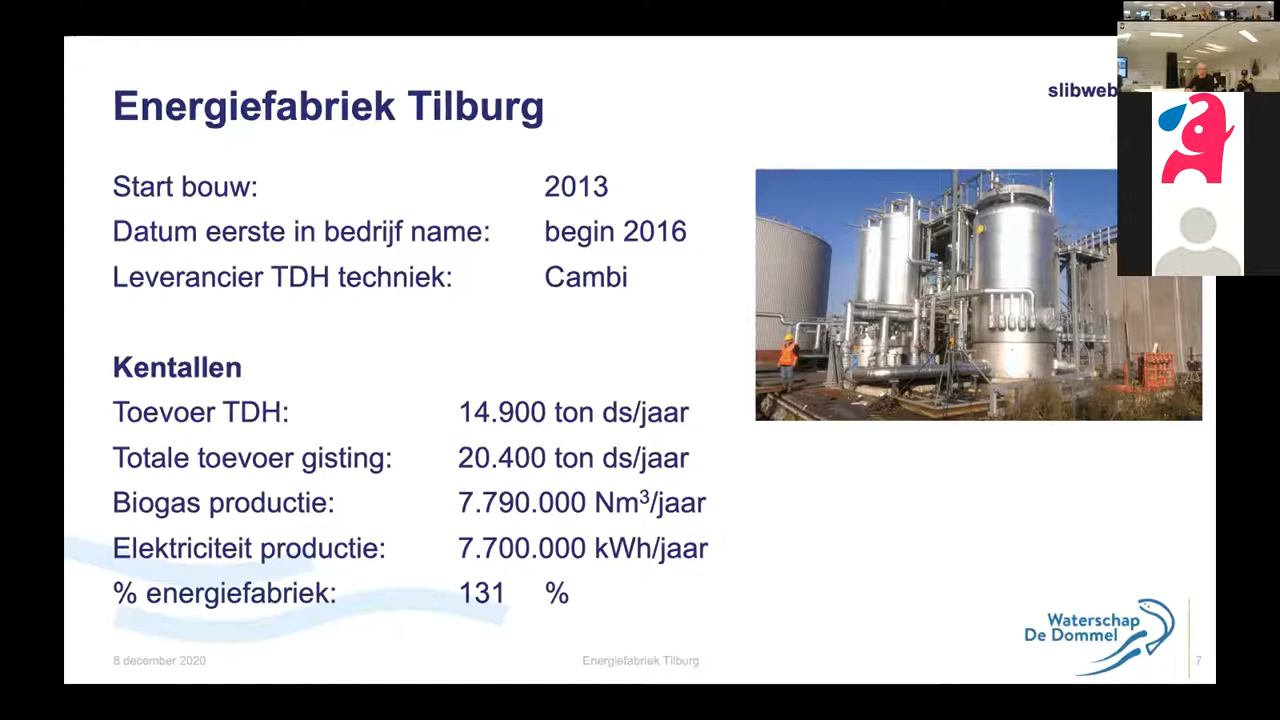 Energiefabriek Tilburg
slibweb
Start bouw: 2013
Datum eerste in bedrijf name: begin 2016
Leverancier TDH techniek: Cambi
Kentallen
Toevoer TDH: 14.900 ton ds/jaar
Totale toevoer gisting: 20.400 ton ds/jaar
Biogas productie: 7.790.000 Nm³/jaar
Elektriciteit productie: 7.700.000 kWh/jaar
% energiefabriek: 131 %
Waterschap
De Dommel
8 december 2020
Energiefabriek Tilburg
7